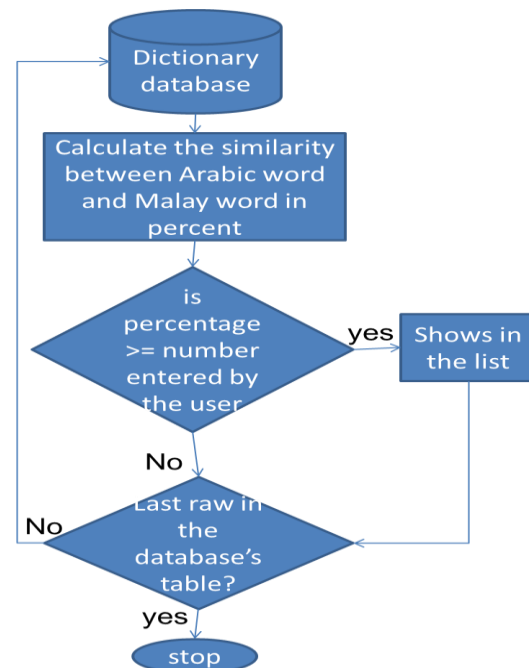 Dictionary
database
Calculate the similarity
between Arabic word
and Malay word in
percent
is
percentage
>= number
entered by
the user
yes
Shows in
the list
No
Last raw in
the
database's
table?
No
yes
stop